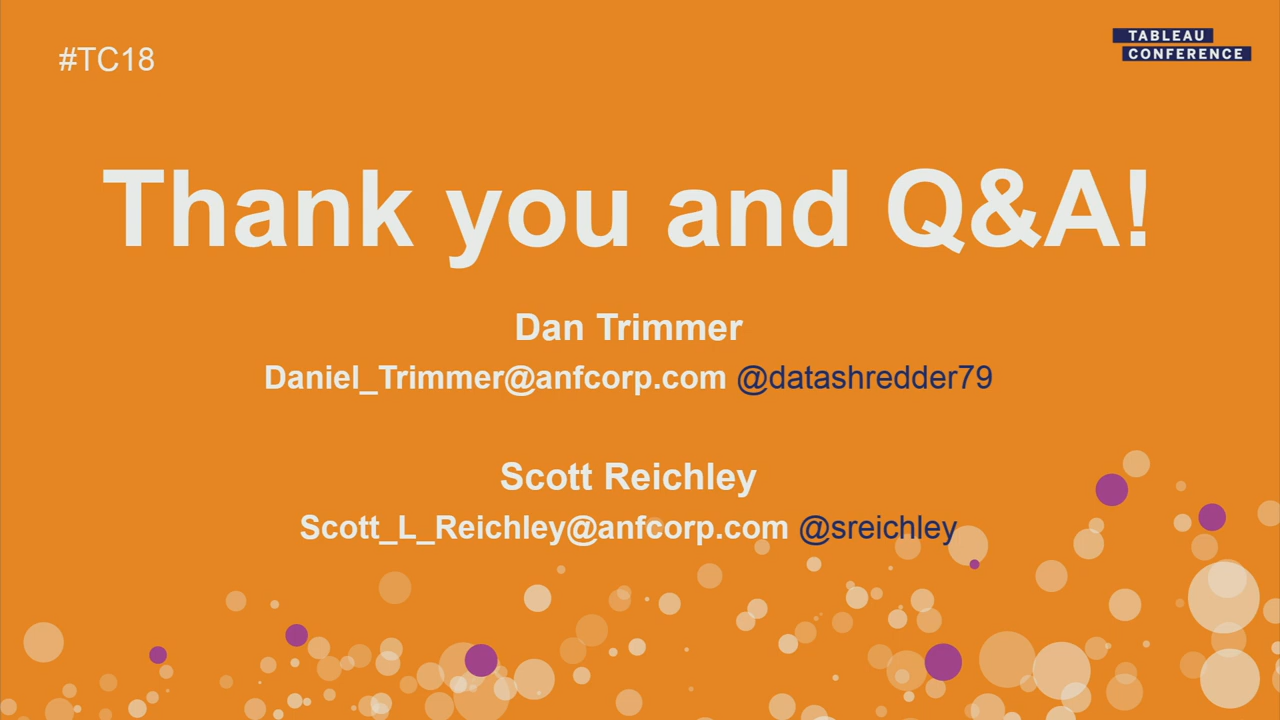 #TC18
TABLEAU
CONFERENCE
Thank you and Q&A!
Dan Trimmer
Daniel_Trimmer@anfcorp.com @datashredder79
Scott Reichley
Scott_L_Reichley@anfcorp.com @sreichley